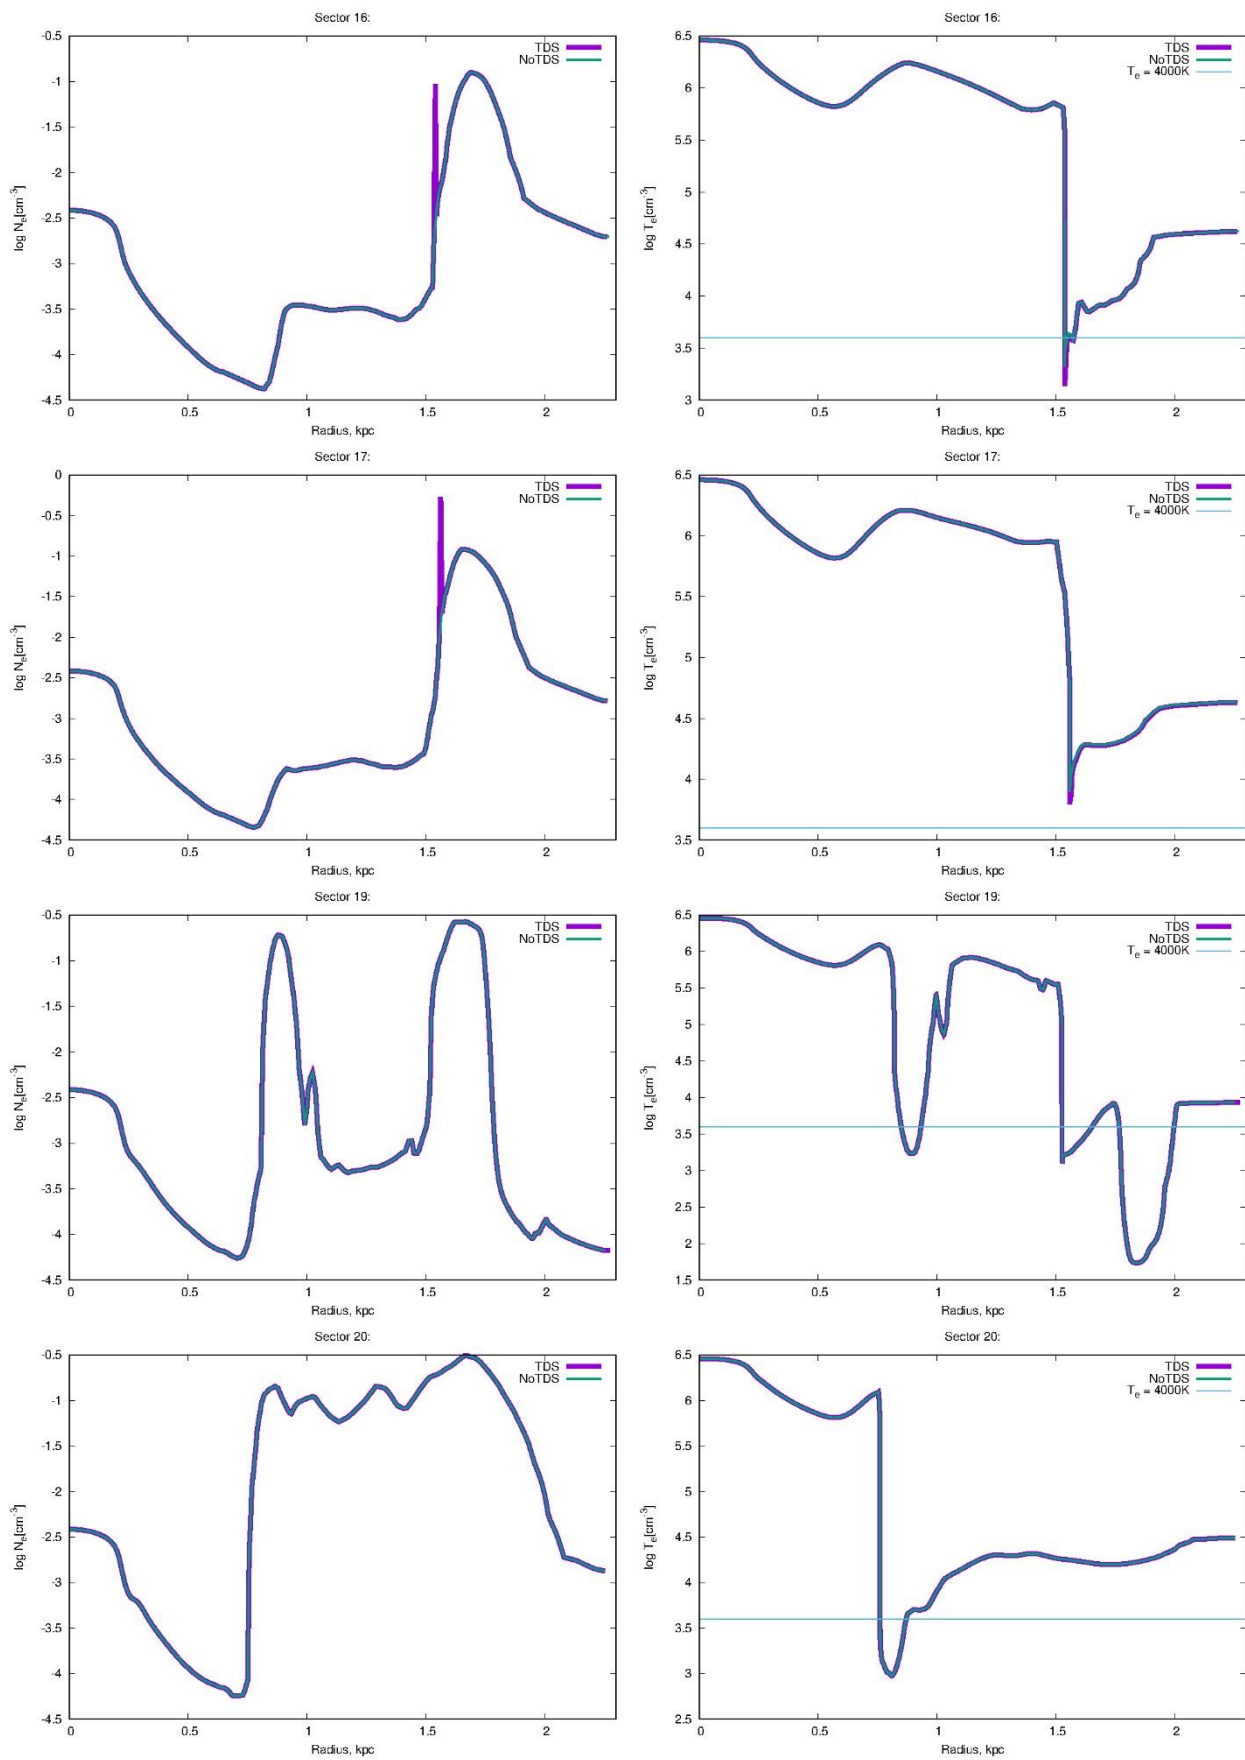 Sector 16:
-0.5
-1
-1.5
-2
-2.5
-3
-3.5
-4
-4.5
log Ne[cm-3]
TDS
NoTDS
0 0.5 1 1.5 2
Radius, kpc
Sector 16:
6.5
6
5.5
5
4.5
4
3.5
3
log Te[cm-3]
TDS
NoTDS
Te = 4000K
0 0.5 1 1.5 2
Radius, kpc
Sector 17:
0
-0.5
-1
-1.5
-2
-2.5
-3
-3.5
-4
-4.5
log Ne[cm-3]
TDS
NoTDS
0 0.5 1 1.5 2
Radius, kpc
Sector 17:
6.5
6
5.5
5
4.5
4
3.5
log Te[cm-3]
TDS
NoTDS
Te = 4000K
0 0.5 1 1.5 2
Radius, kpc
Sector 19:
-0.5
-1
-1.5
-2
-2.5
-3
-3.5
-4
-4.5
log Ne[cm-3]
TDS
NoTDS
0 0.5 1 1.5 2
Radius, kpc
Sector 19:
6.5
6
5.5
5
4.5
4
3.5
3
2.5
2
1.5
log Te[cm-3]
TDS
NoTDS
Te = 4000K
0 0.5 1 1.5 2
Radius, kpc
Sector 20:
-0.5
-1
-1.5
-2
-2.5
-3
-3.5
-4
-4.5
log Ne[cm-3]
TDS
NoTDS
0 0.5 1 1.5 2
Radius, kpc
Sector 20:
6.5
6
5.5
5
4.5
4
3.5
3
2.5
log Te[cm-3]
TDS
NoTDS
Te = 4000K
0 0.5 1 1.5 2
Radius, kpc